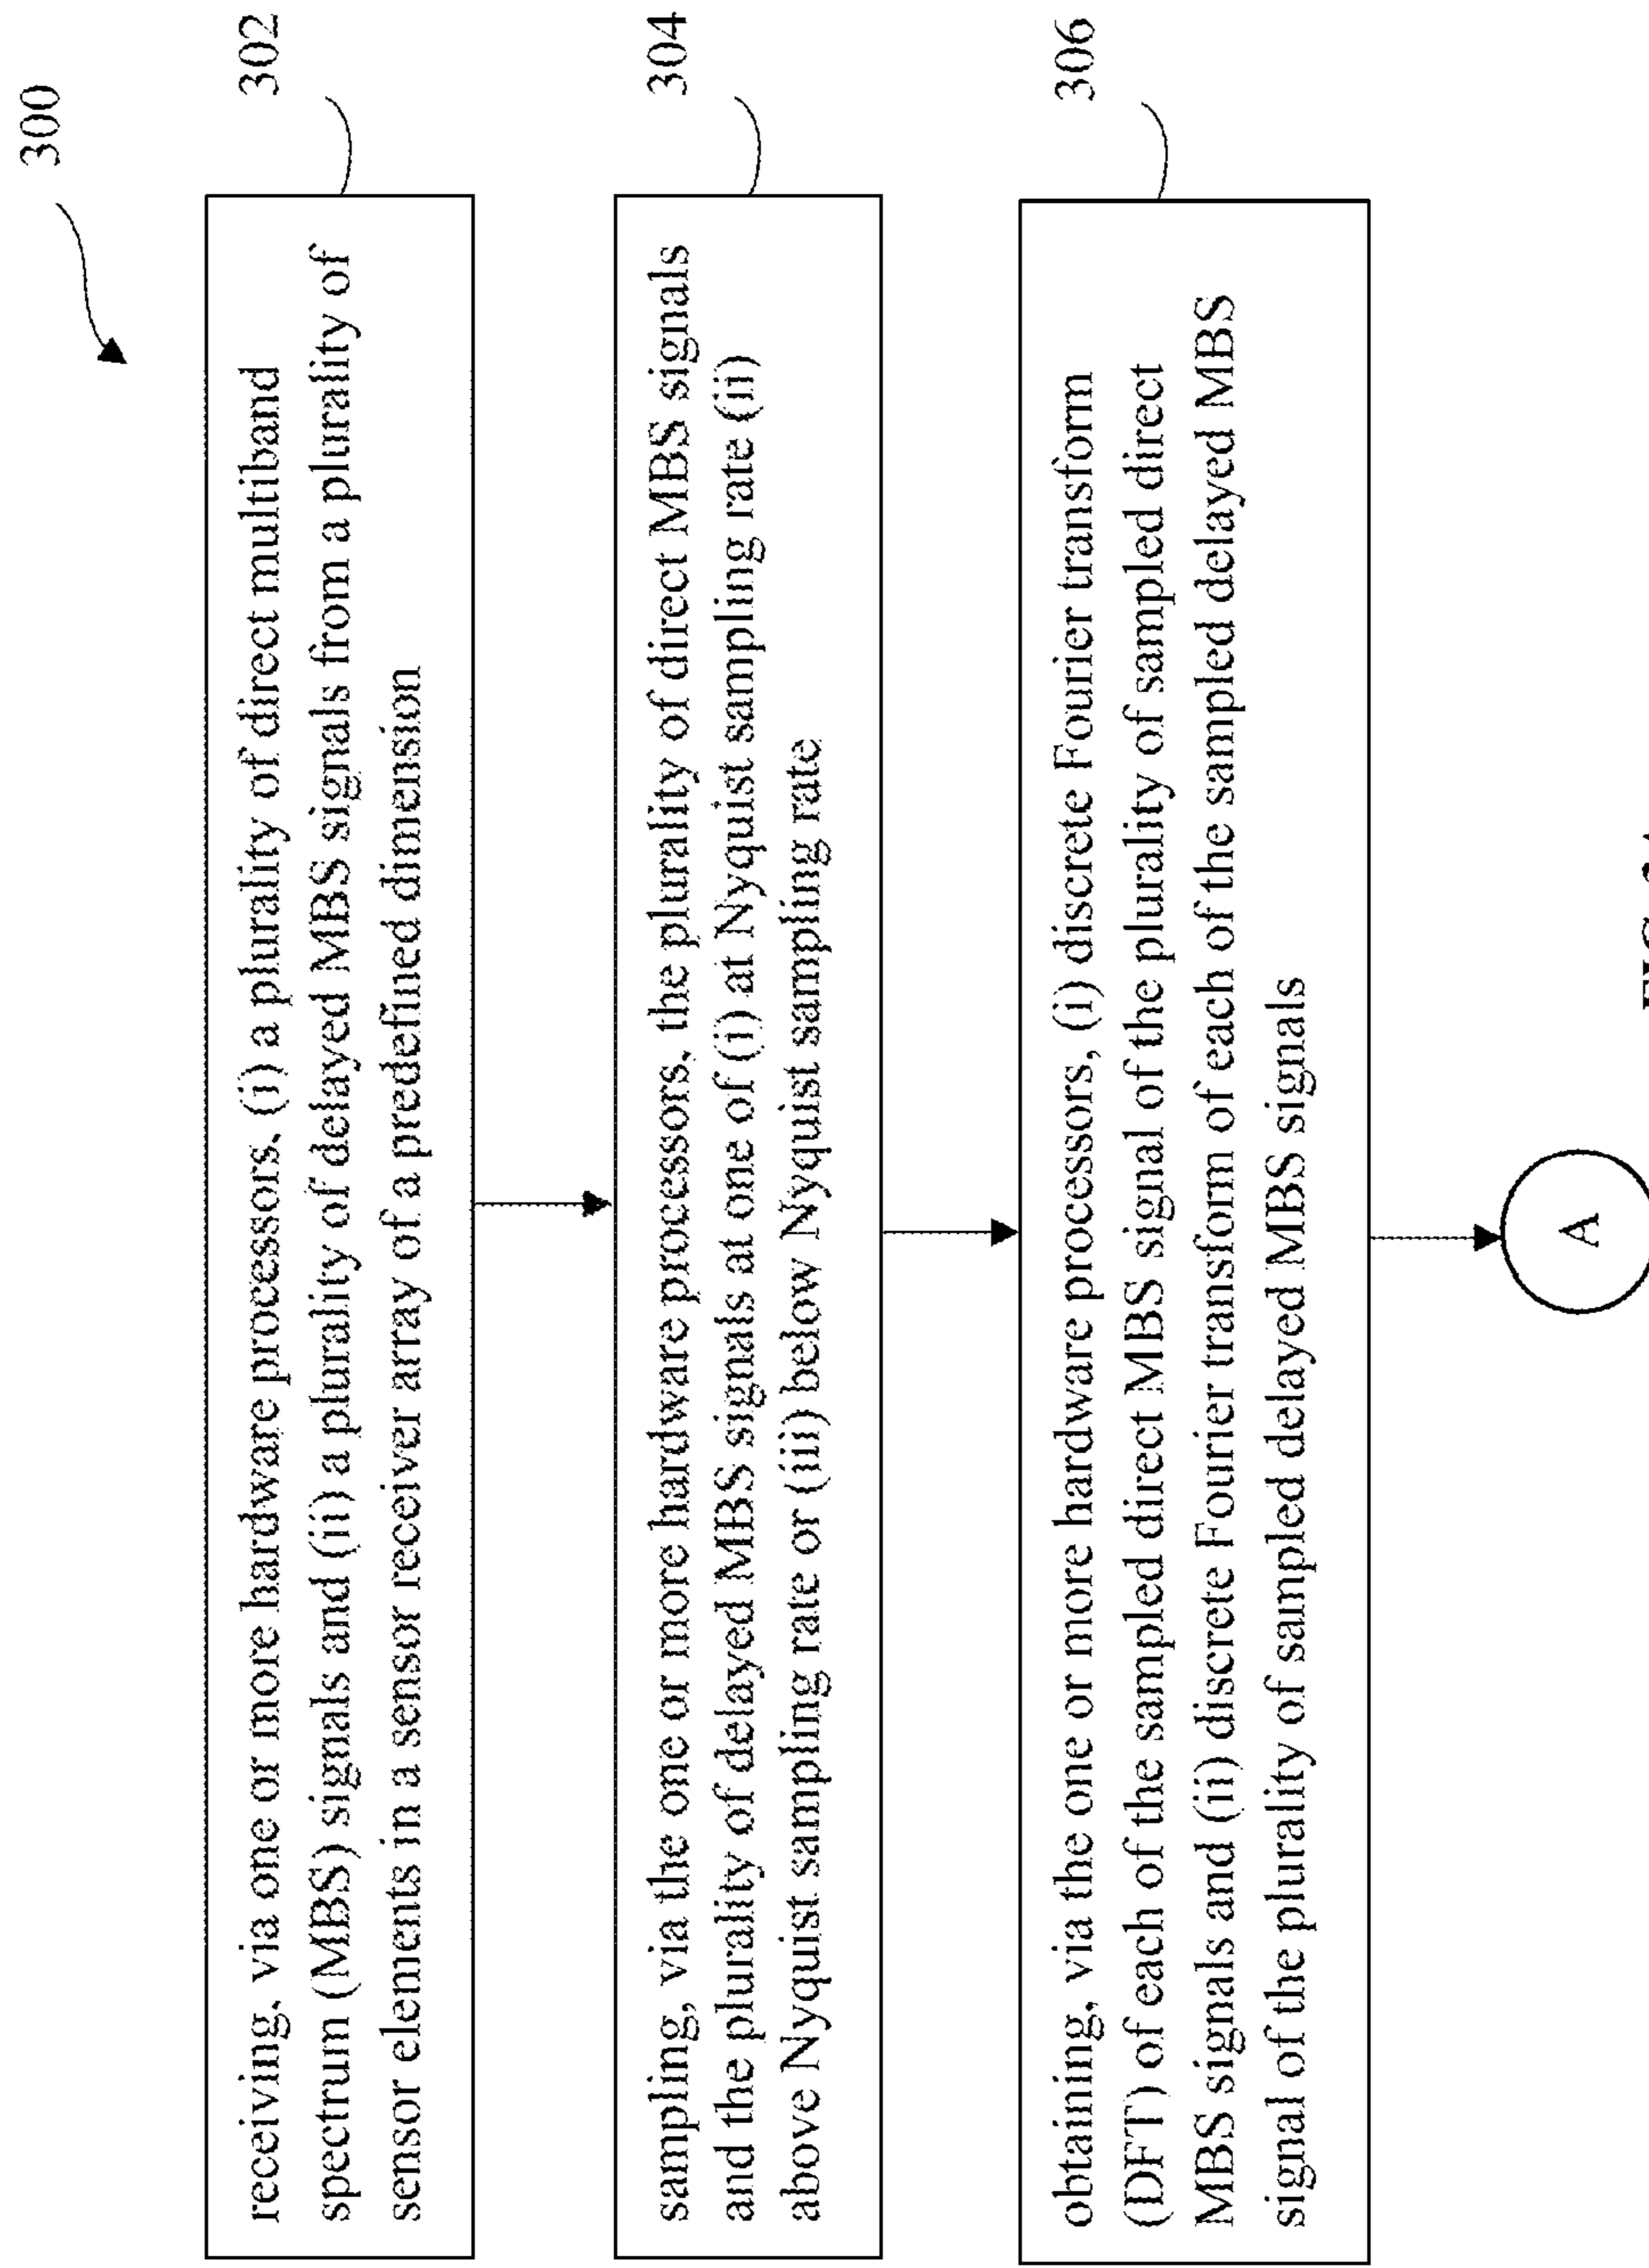 300
302
receiving, via one or more hardware processors, (i) a plurality of direct multiband
spectrum (MBS) signals and (ii) a plurality of delayed MBS signals from a plurality of
sensor elements in a sensor receiver array of a predefined dimension
304
sampling, via the one or more hardware processors, the plurality of direct MBS signals
and the plurality of delayed MBS signals at one of (i) at Nyquist sampling rate (ii)
above Nyquist sampling rate or (iii) below Nyquist sampling rate
306
obtaining, via the one or more hardware processors, (i) discrete Fourier transform
(DFT) of each of the sampled direct MBS signal of the plurality of sampled direct
MBS signals and (ii) discrete Fourier transform of each of the sampled delayed MBS
signal of the plurality of sampled delayed MBS signals
A